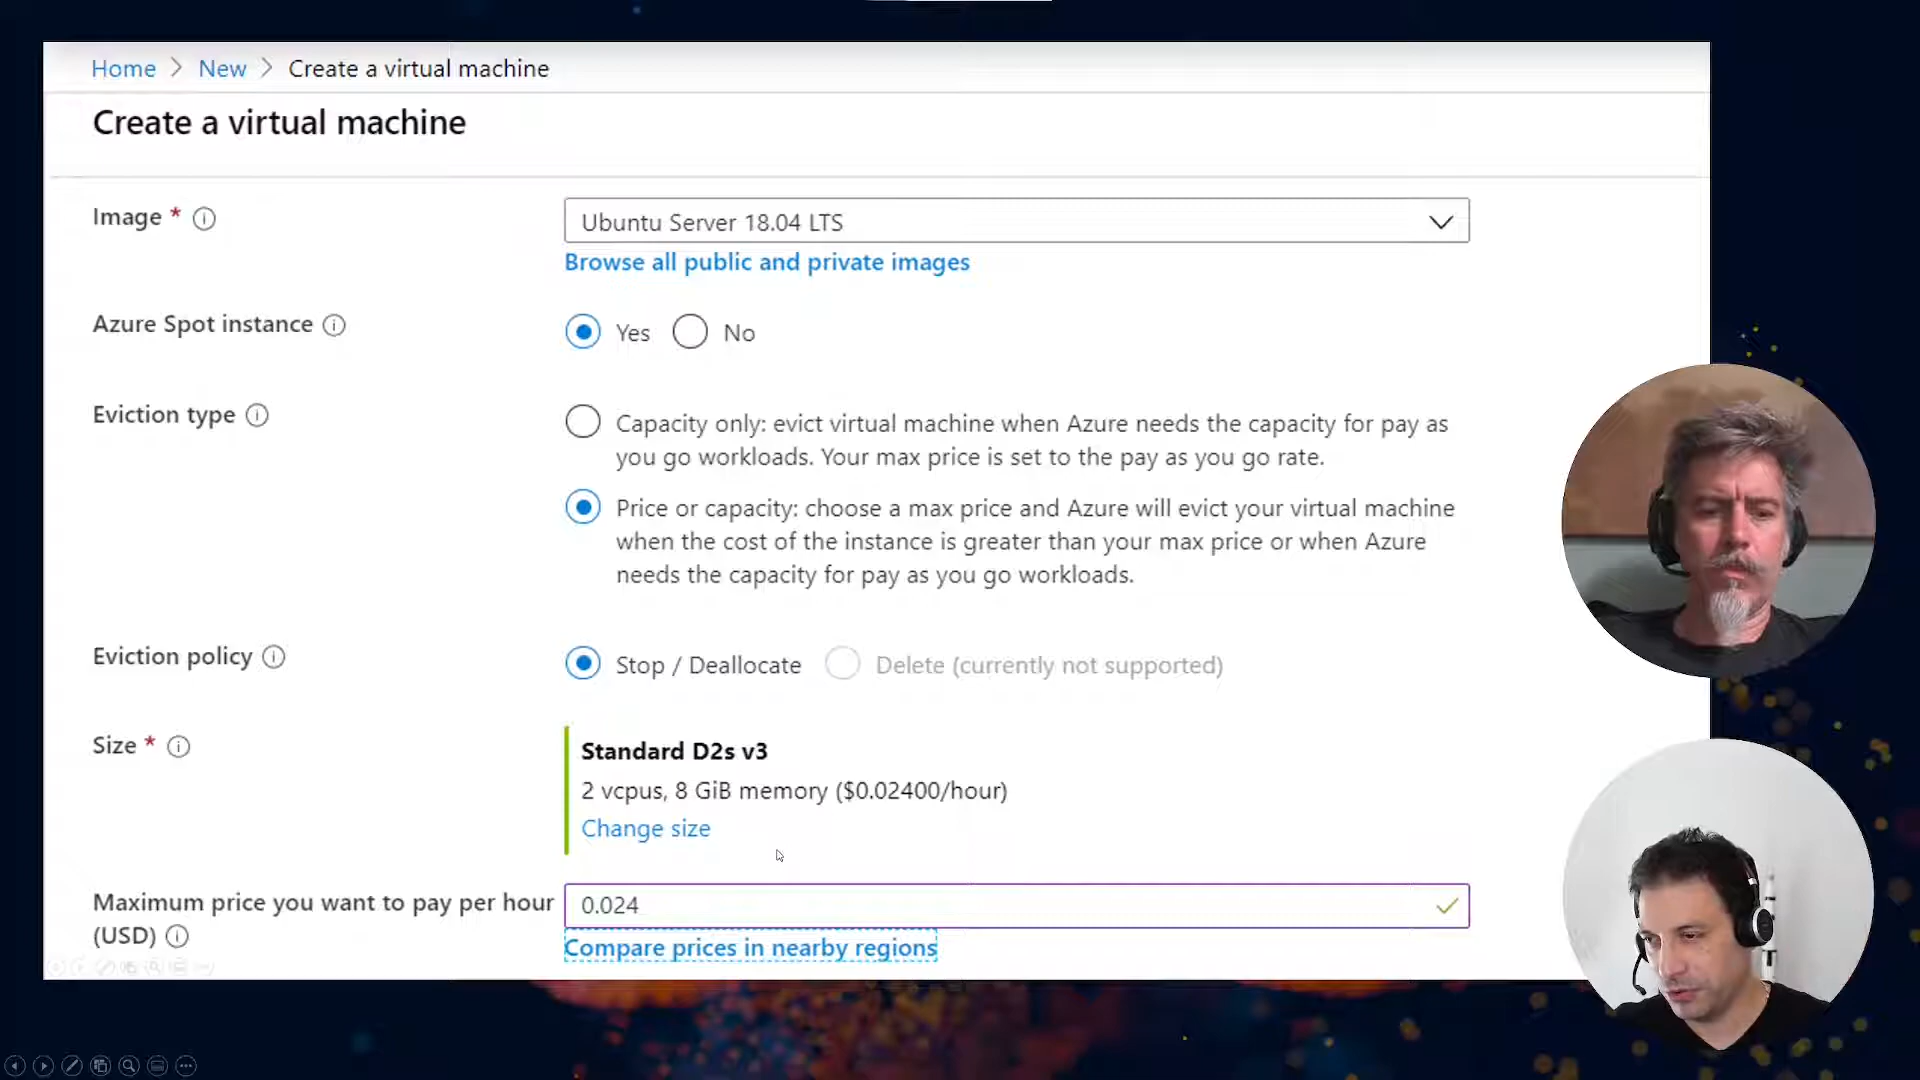 Home > New > Create a virtual machine
Create a virtual machine
Image *
Ubuntu Server 18.04 LTS
Browse all public and private images
Azure Spot instance
Yes
No
Eviction type
Capacity only: evict virtual machine when Azure needs the capacity for pay as
you go workloads. Your max price is set to the pay as you go rate.
Price or capacity: choose a max price and Azure will evict your virtual machine
when the cost of the instance is greater than your max price or when Azure
needs the capacity for pay as you go workloads.
Eviction policy
Stop / Deallocate
Delete (currently not supported)
Size *
Standard D2s v3
2 vcpus, 8 GiB memory ($0.02400/hour)
Change size
Maximum price you want to pay per hour
(USD)
0.024
Compare prices in nearby regions